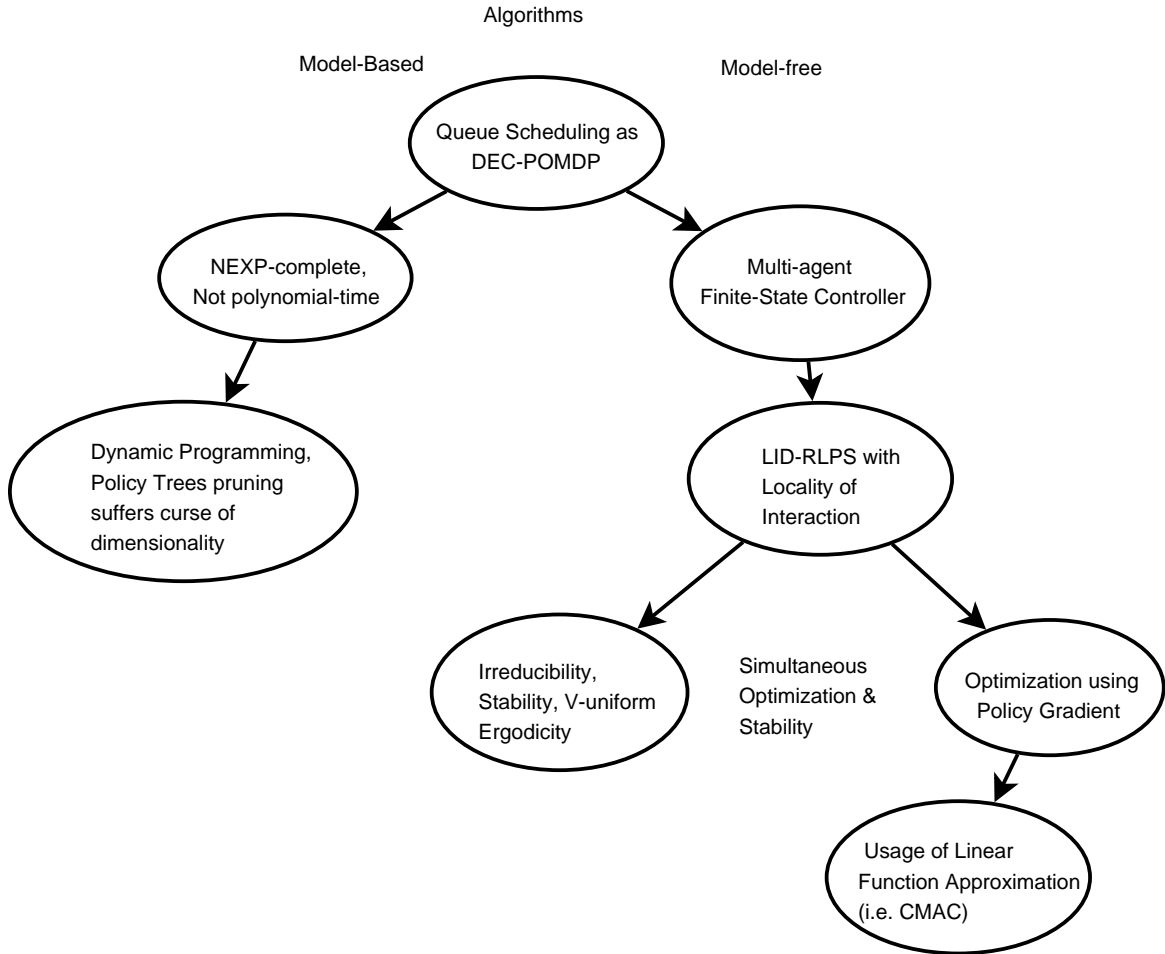 Algorithms
Model-Based
Model-free
Queue Scheduling as
DEC-POMDP
NEXP-complete,
Not polynomial-time
Multi-agent
Finite-State Controller
Dynamic Programming,
Policy Trees pruning
suffers curse of
dimensionality
LID-RLPS with
Locality of
Interaction
Irreducibility,
Stability, V-uniform
Ergodicity
Simultaneous
Optimization &
Stability
Optimization using
Policy Gradient
Usage of Linear
Function Approximation
(i.e. CMAC)